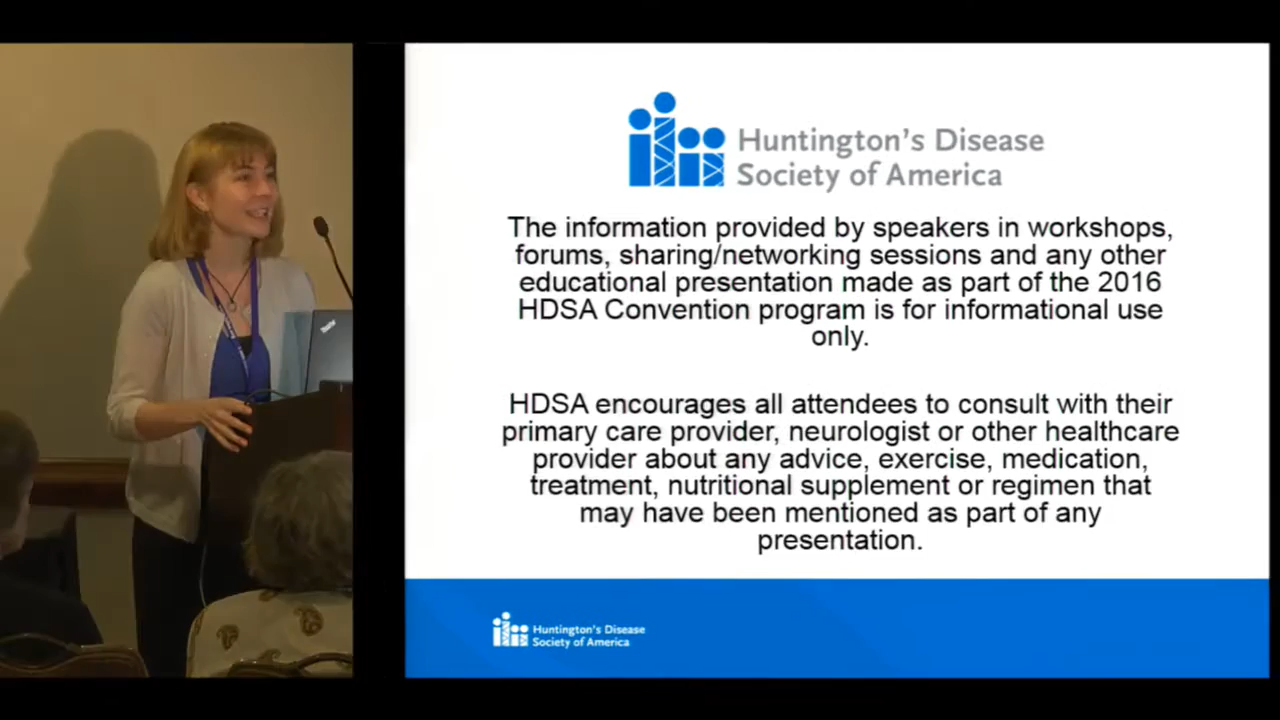 Huntington's Disease
Society of America
The information provided by speakers in workshops,
forums, sharing/networking sessions and any other
educational presentation made as part of the 2016
HDSA Convention program is for informational use
only.
HDSA encourages all attendees to consult with their
primary care provider, neurologist or other healthcare
provider about any advice, exercise, medication,
treatment, nutritional supplement or regimen that
may have been mentioned as part of any
presentation.
Huntington's Disease
Society of America
ThinkPad